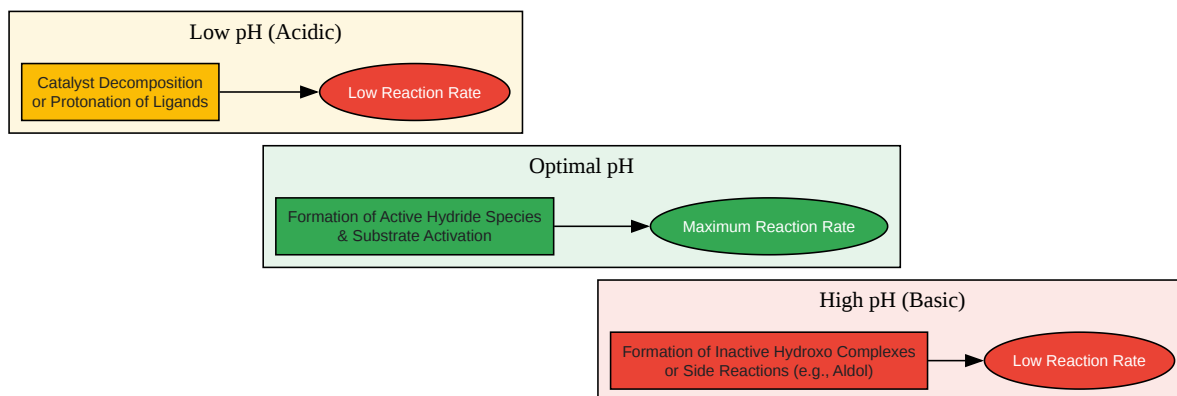 Low pH (Acidic)
Catalyst Decomposition
or Protonation of Ligands
Low Reaction Rate
Optimal pH
Formation of Active Hydride Species
& Substrate Activation
Maximum Reaction Rate
High pH (Basic)
Formation of Inactive Hydroxo Complexes
or Side Reactions (e.g., Aldol)
Low Reaction Rate